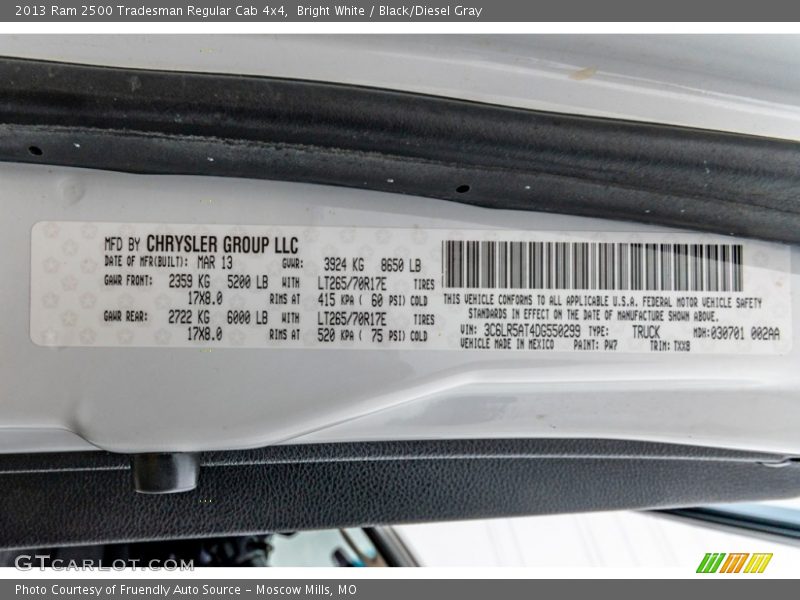 2013 Ram 2500 Tradesman Regular Cab 4x4,  Bright White / Black/Diesel Gray
MFD BY CHRYSLER GROUP LLC
DATE OF MFR(BUILT): MAR 13 GVWR: 3924 KG 8650 LB
GAWR FRONT: 2359 KG 5200 LB WITH LT265/70R17E TIRES
17X8.0 RIMS AT 415 KPA ( 60 PSI) COLD
GAWR REAR: 2722 KG 6000 LB WITH LT265/70R17E TIRES
17X8.0 RIMS AT 520 KPA ( 75 PSI) COLD
THIS VEHICLE CONFORMS TO ALL APPLICABLE U.S.A. FEDERAL MOTOR VEHICLE SAFETY
STANDARDS IN EFFECT ON THE DATE OF MANUFACTURE SHOWN ABOVE.
VIN: 3C6LR5AT4DG550299 TYPE: TRUCK MDH:030701 002AA
VEHICLE MADE IN MEXICO PAINT: PW7 TRIM: TXX8
GTCARLOT.COM
Photo Courtesy of Fruendly Auto Source - Moscow Mills, MO